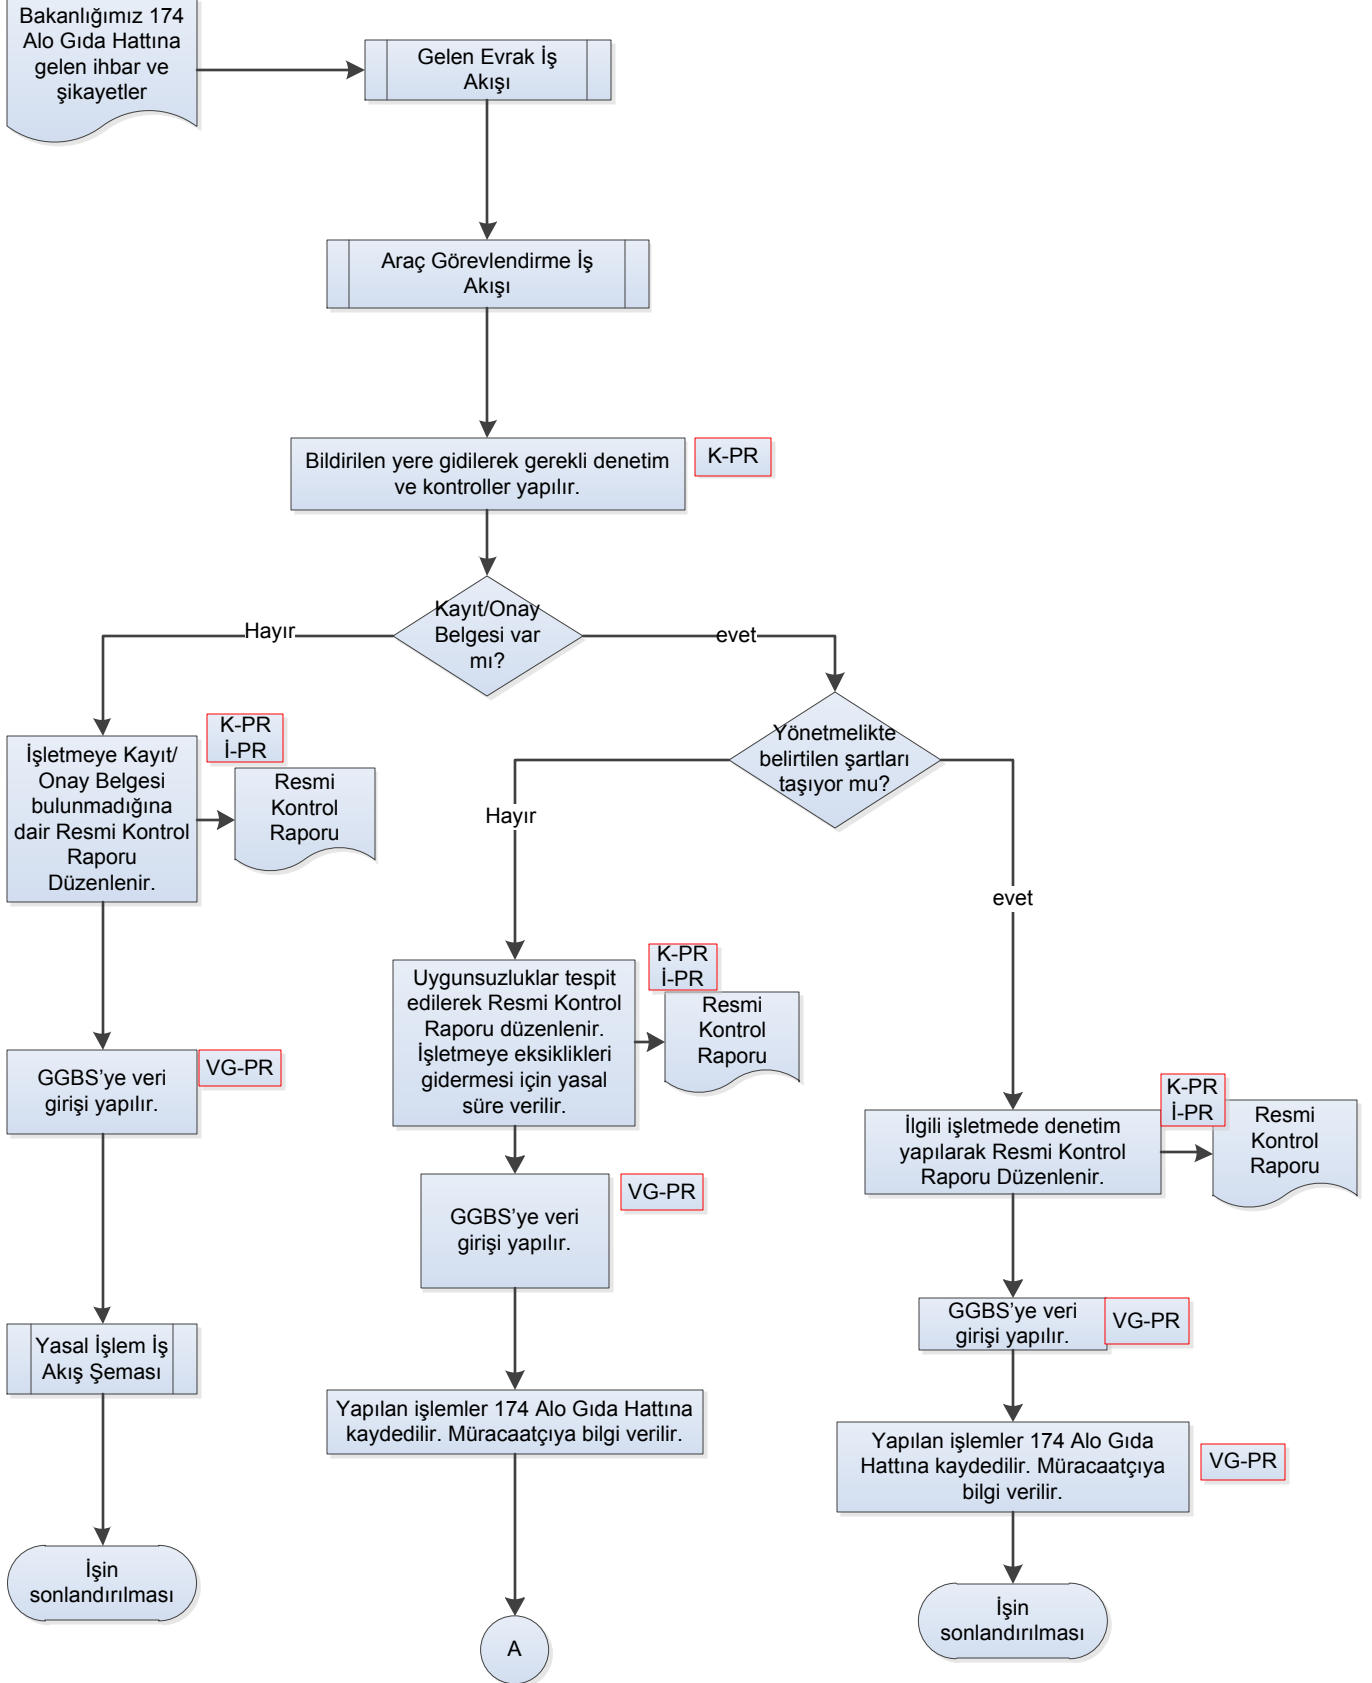 Bakanlığımız 174
Alo Gıda Hattına
gelen ihbar ve
şikayetler
Gelen Evrak İş
Akışı
Araç Görevlendirme İş
Akışı
Bildirilen yere gidilerek gerekli denetim
ve kontroller yapılır.
K-PR
Kayıt/Onay
Belgesi var
mı?
Hayır
evet
Yönetmelikte
belirtilen şartları
taşıyor mu?
Hayır
evet
İşletmeye Kayıt/
Onay Belgesi
bulunmadığına
dair Resmi Kontrol
Raporu
Düzenlenir.
K-PR
İ-PR
Resmi
Kontrol
Raporu
GGBS'ye veri
girişi yapılır.
VG-PR
Yasal İşlem İş
Akış Şeması
İşin
sonlandırılması
Uygunsuzluklar tespit
edilerek Resmi Kontrol
Raporu düzenlenir.
İşletmeye eksiklikleri
gidermesi için yasal
süre verilir.
K-PR
İ-PR
Resmi
Kontrol
Raporu
GGBS'ye veri
girişi yapılır.
VG-PR
Yapılan işlemler 174 Alo Gıda Hattına
kaydedilir. Müracaatçıya bilgi verilir.
A
İlgili işletmede denetim
yapılarak Resmi Kontrol
Raporu Düzenlenir.
K-PR
İ-PR
Resmi
Kontrol
Raporu
GGBS'ye veri
girişi yapılır.
VG-PR
Yapılan işlemler 174 Alo Gıda
Hattına kaydedilir. Müracaatçıya
bilgi verilir.
VG-PR
İşin
sonlandırılması